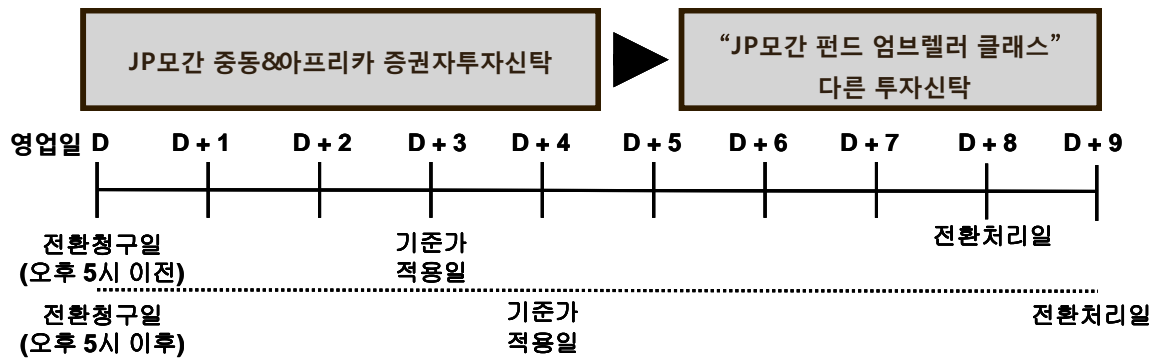 JP모간 중동&아프리카 증권자투자신탁
“JP모간 펀드 엄브렐러 클래스”
다른 투자신탁
영업일 D D + 1 D + 2 D + 3 D + 4 D + 5 D + 6 D + 7 D + 8 D + 9
전환청구일 기준가 전환처리일
(오후 5시 이전) 적용일
전환청구일 기준가 전환처리일
(오후 5시 이후) 적용일